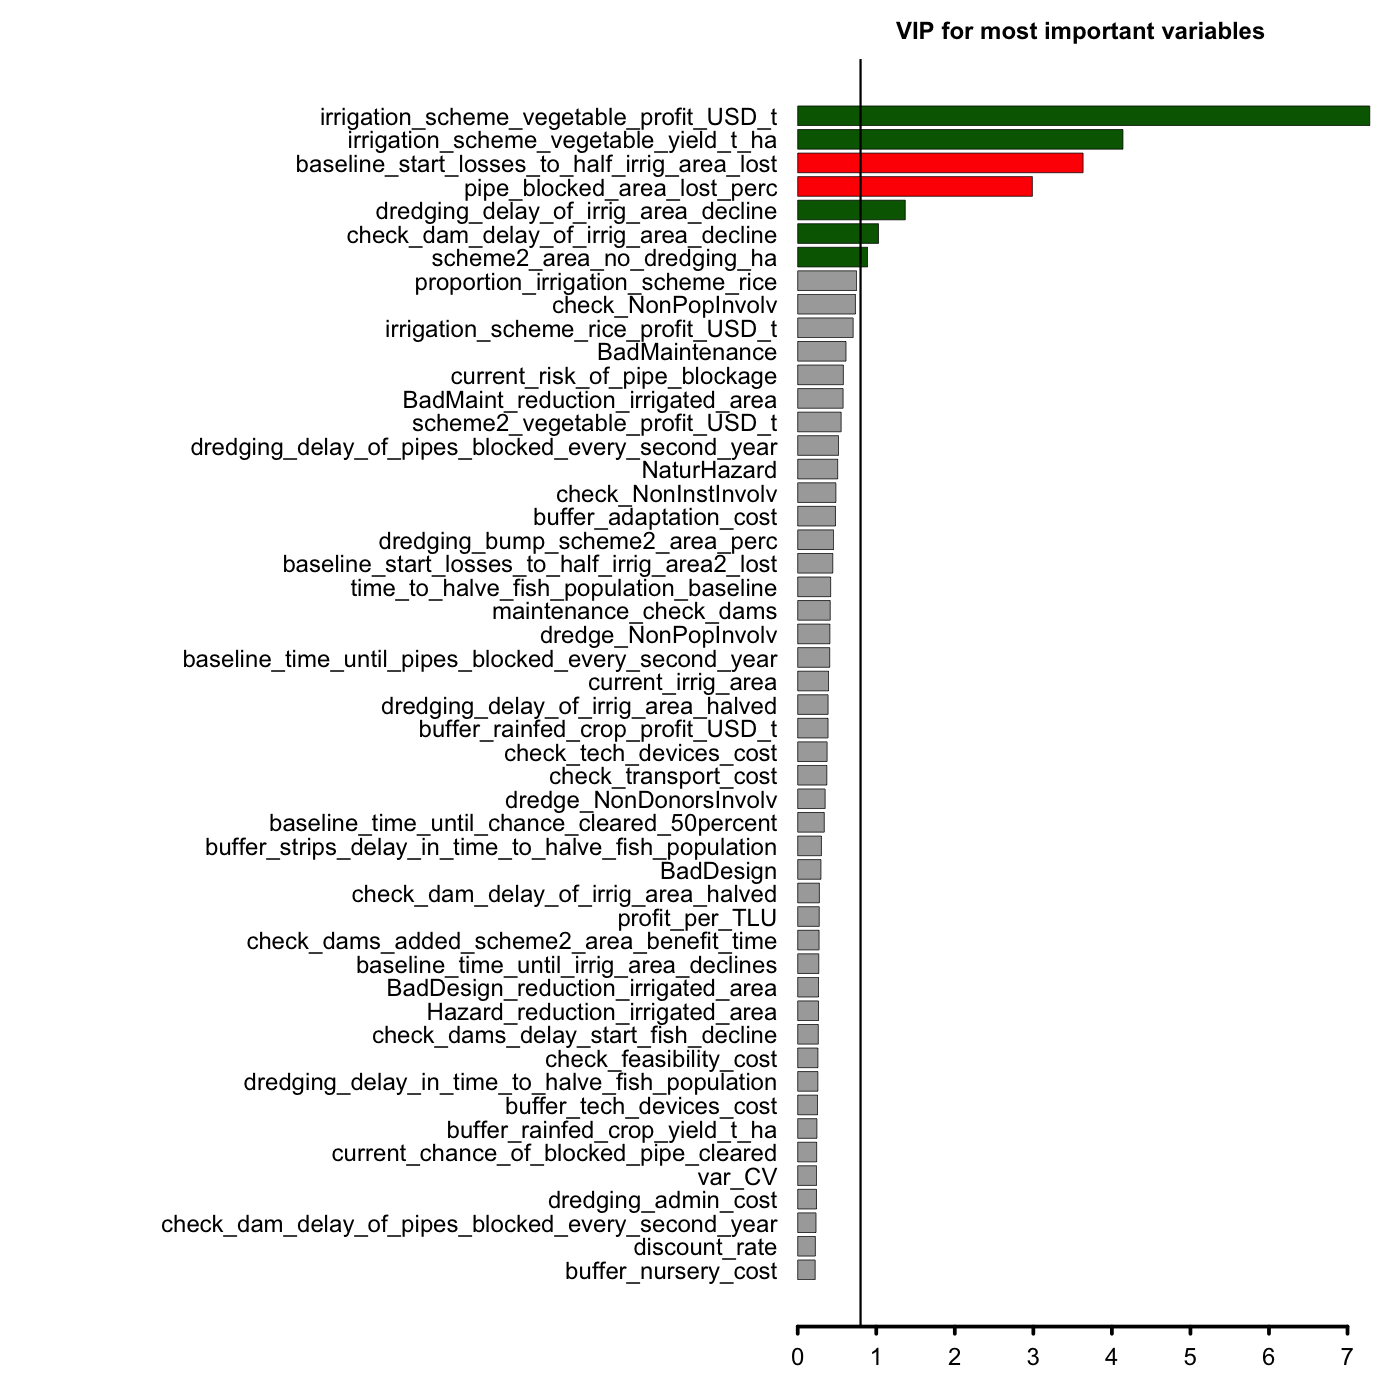 VIP for most important variables
irrigation_scheme_vegetable_profit_USD_t
irrigation_scheme_vegetable_yield_t_ha
baseline_start_losses_to_half_irrig_area_lost
pipe_blocked_area_lost_perc
dredging_delay_of_irrig_area_decline
check_dam_delay_of_irrig_area_decline
scheme2_area_no_dredging_ha
proportion_irrigation_scheme_rice
check_NonPopInvolv
irrigation_scheme_rice_profit_USD_t
BadMaintenance
current_risk_of_pipe_blockage
BadMaint_reduction_irrigated_area
scheme2_vegetable_profit_USD_t
dredging_delay_of_pipes_blocked_every_second_year
NaturHazard
check_NonInstInvolv
buffer_adaptation_cost
dredging_bump_scheme2_area_perc
baseline_start_losses_to_half_irrig_area2_lost
time_to_halve_fish_population_baseline
maintenance_check_dams
dredge_NonPopInvolv
baseline_time_until_pipes_blocked_every_second_year
current_irrig_area
dredging_delay_of_irrig_area_halved
buffer_rainfed_crop_profit_USD_t
check_tech_devices_cost
check_transport_cost
dredge_NonDonorsInvolv
baseline_time_until_chance_cleared_50percent
buffer_strips_delay_in_time_to_halve_fish_population
BadDesign
check_dam_delay_of_irrig_area_halved
profit_per_TLU
check_dams_added_scheme2_area_benefit_time
baseline_time_until_irrig_area_declines
BadDesign_reduction_irrigated_area
Hazard_reduction_irrigated_area
check_dams_delay_start_fish_decline
check_feasibility_cost
dredging_delay_in_time_to_halve_fish_population
buffer_tech_devices_cost
buffer_rainfed_crop_yield_t_ha
current_chance_of_blocked_pipe_cleared
var_CV
dredging_admin_cost
check_dam_delay_of_pipes_blocked_every_second_year
discount_rate
buffer_nursery_cost
0 1 2 3 4 5 6 7